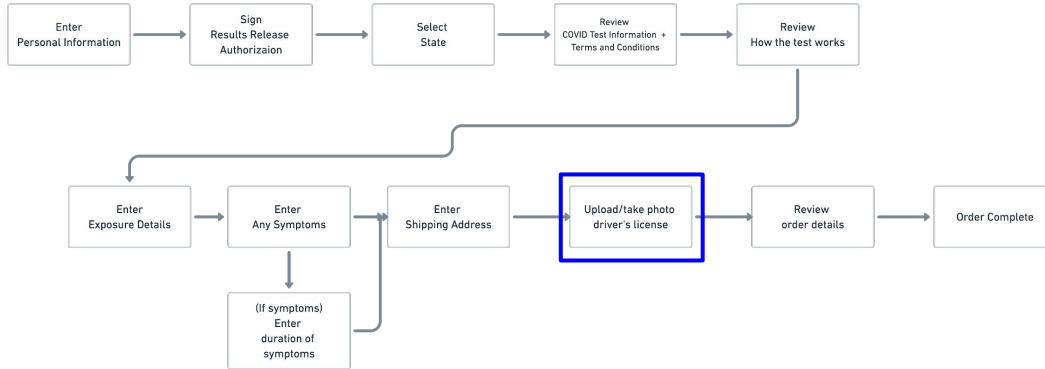 Enter
Personal Information
Sign
Results Release
Authorizaion
Select
State
Review
COVID Test Information +
Terms and Conditions
Review
How the test works
Enter
Exposure Details
Enter
Any Symptoms
Enter
Shipping Address
Upload/take photo
driver's license
Review
order details
Order Complete
(If symptoms)
Enter
duration of
symptoms